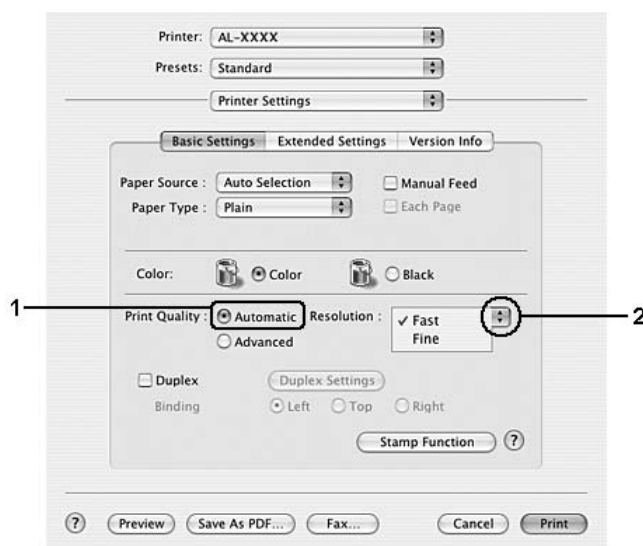 Printer: AL-XXXX
Presets: Standard
Printer Settings
Basic Settings Extended Settings Version Info
Paper Source : Auto Selection Manual Feed
Paper Type : Plain Each Page
Color: Color Black
1 Print Quality : Automatic Resolution : ✓ Fast 2
Advanced Fine
Duplex Duplex Settings
Binding Left Top Right
Stamp Function ?
? Preview Save As PDF... Fax... Cancel Print